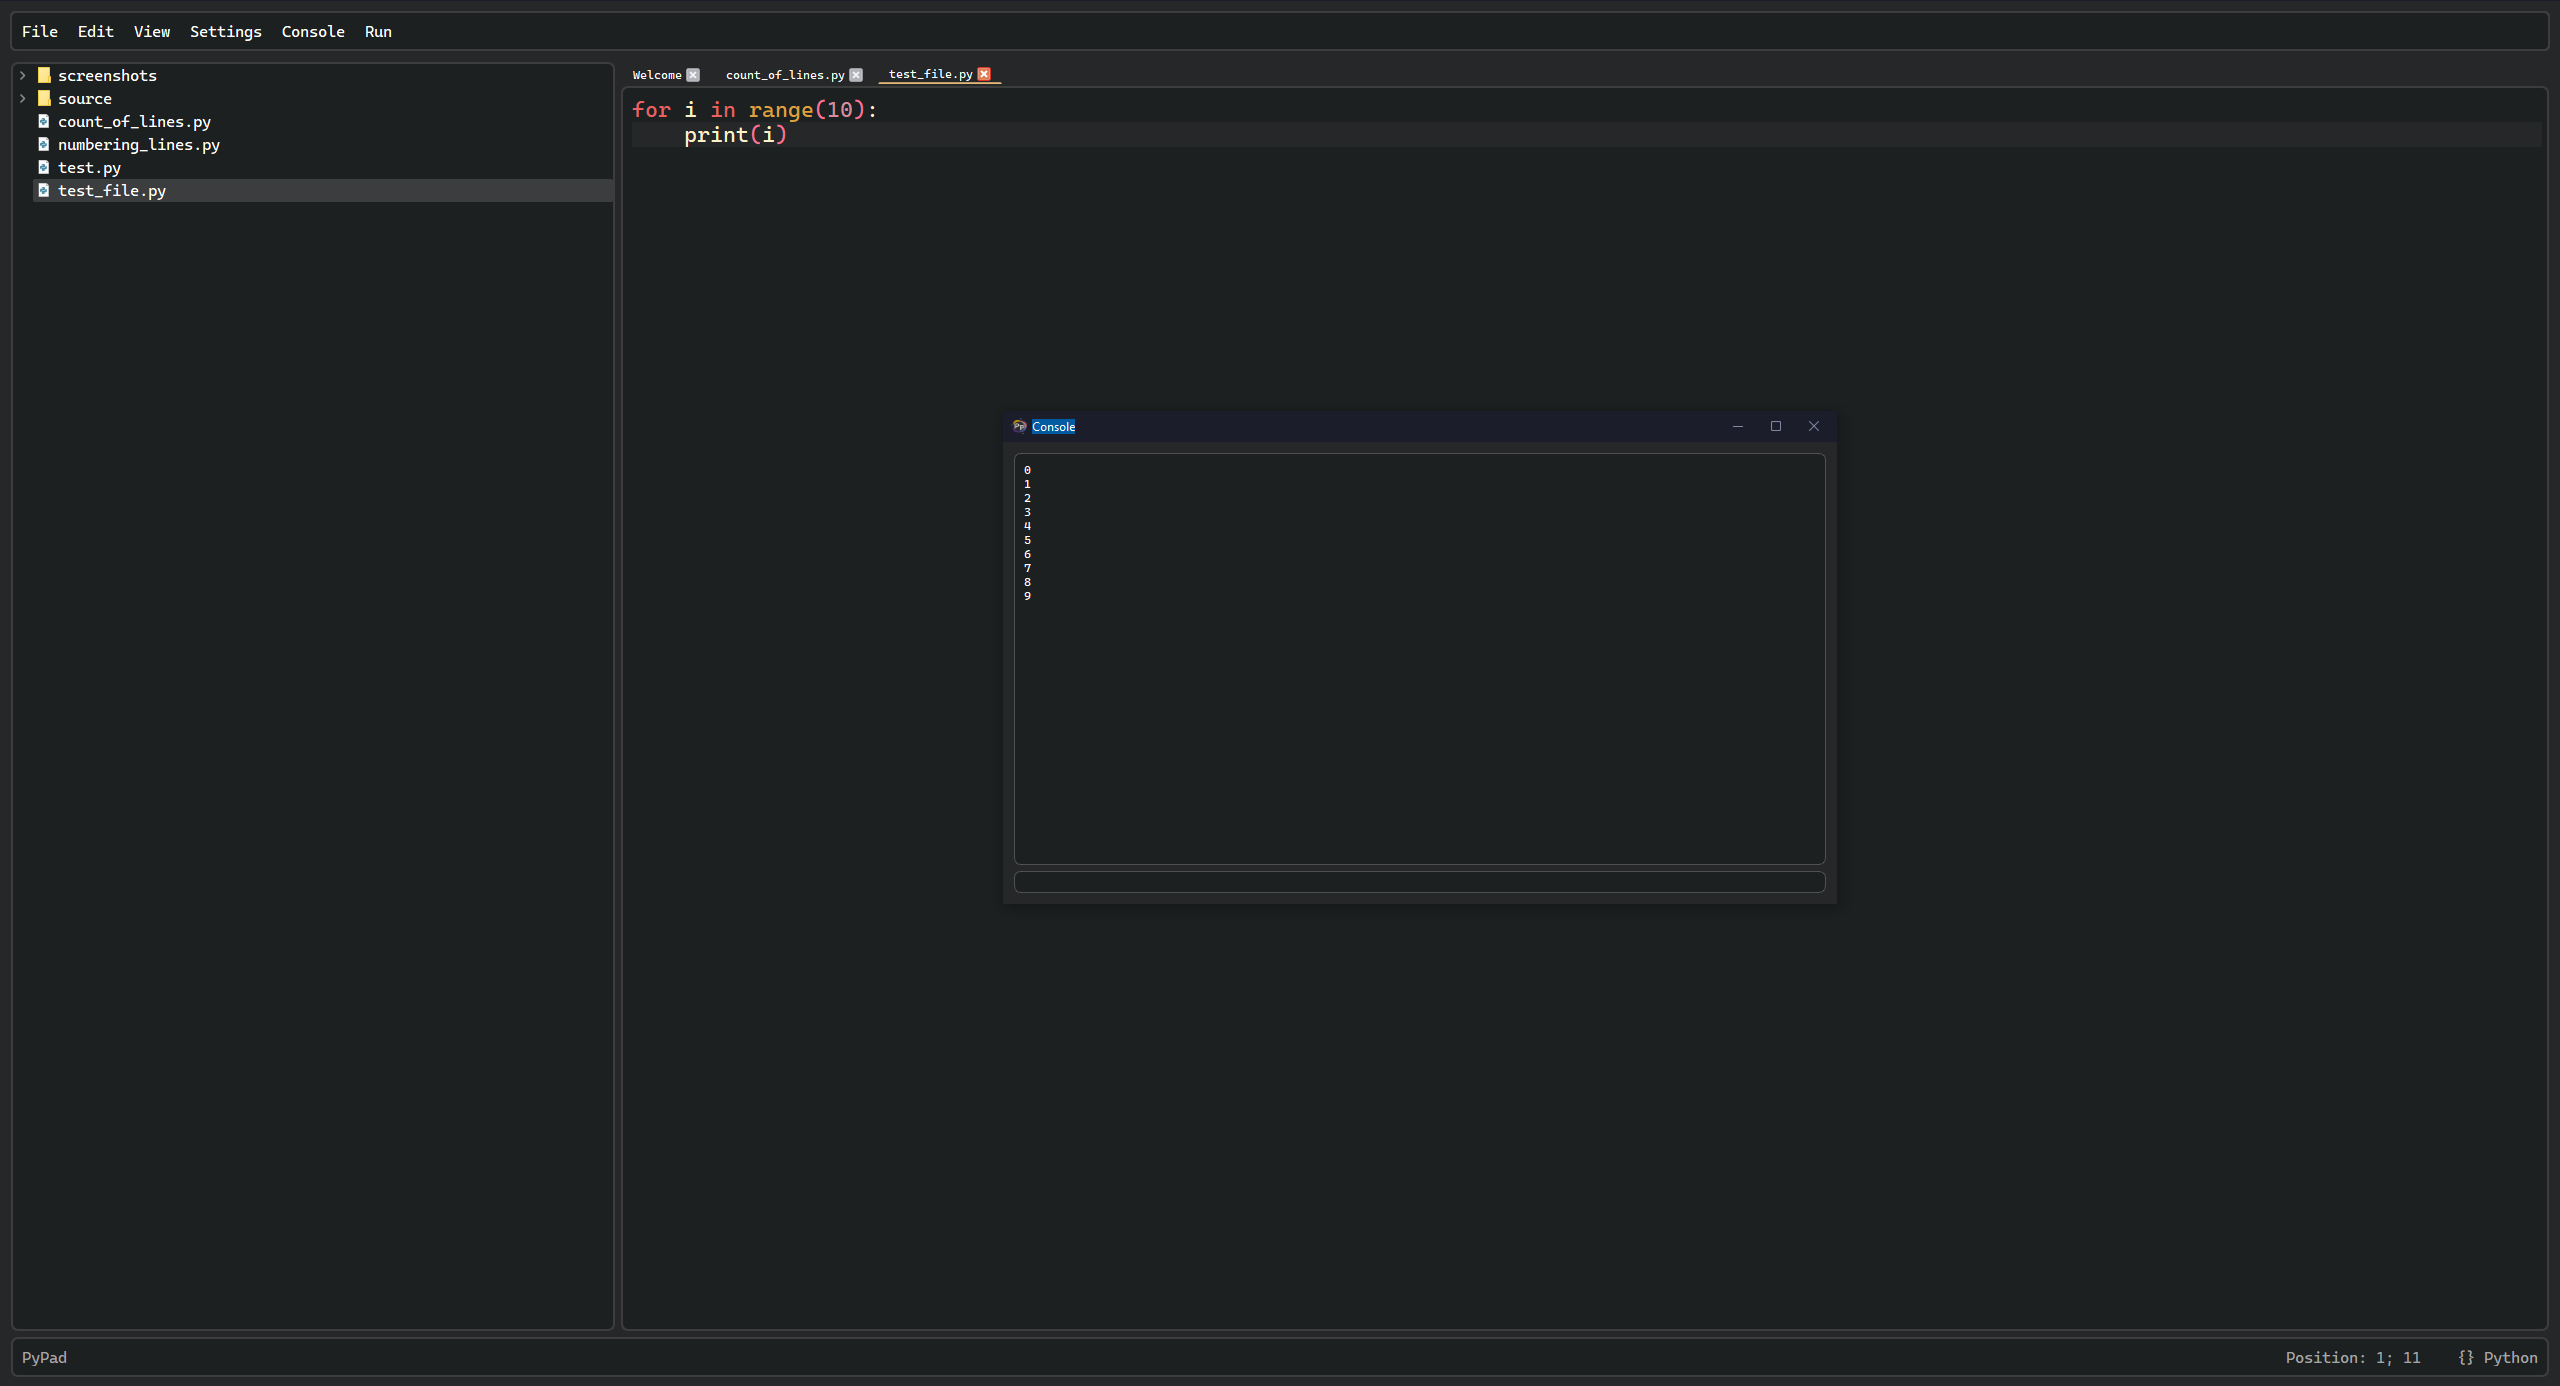 File Edit View Settings Console Run
screenshots
source
count_of_lines.py
numbering_lines.py
test.py
test_file.py
Welcome count_of_lines.py test_file.py
for i in range(10):
    print(i)
Console
0
1
2
3
4
5
6
7
8
9
PyPad
Position: 1; 11 {} Python